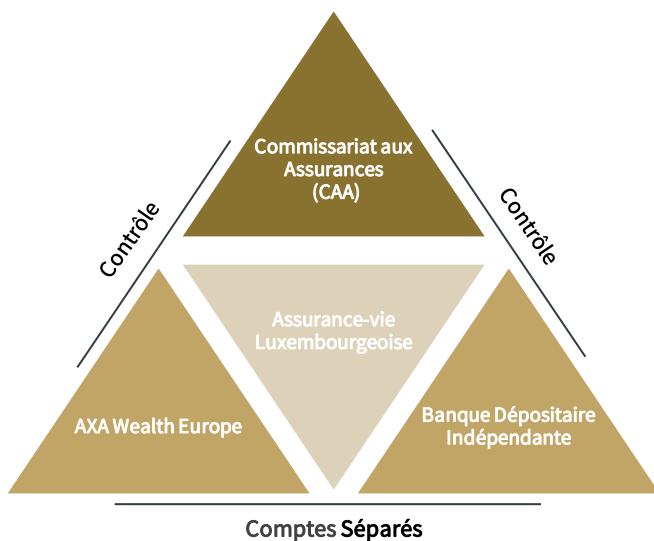 Commissariat aux
Assurances
(CAA)
Contrôle
Contrôle
Assurance-vie
Luxembourgeoise
AXA Wealth Europe
Banque Dépositaire
Indépendante
Comptes Séparés